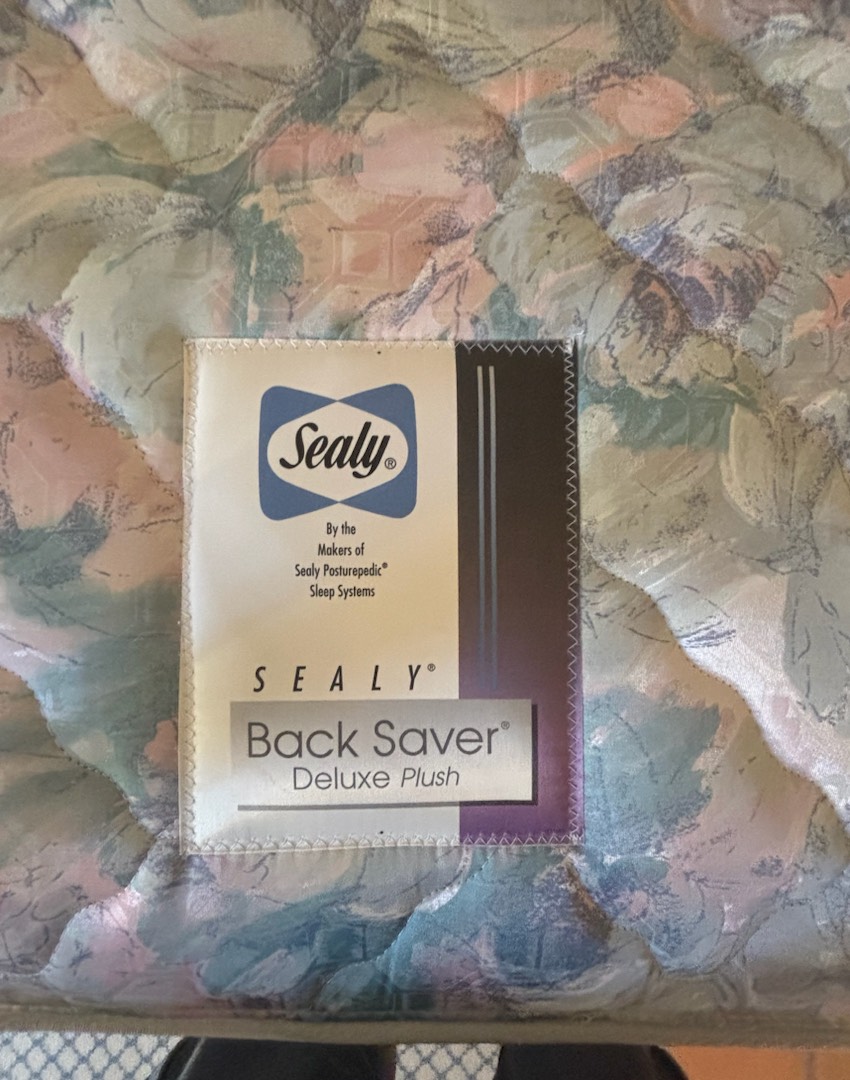 Sealy®
By the
Makers of
Sealy Posturepedic®
Sleep Systems
SEALY®
Back Saver®
Deluxe Plush